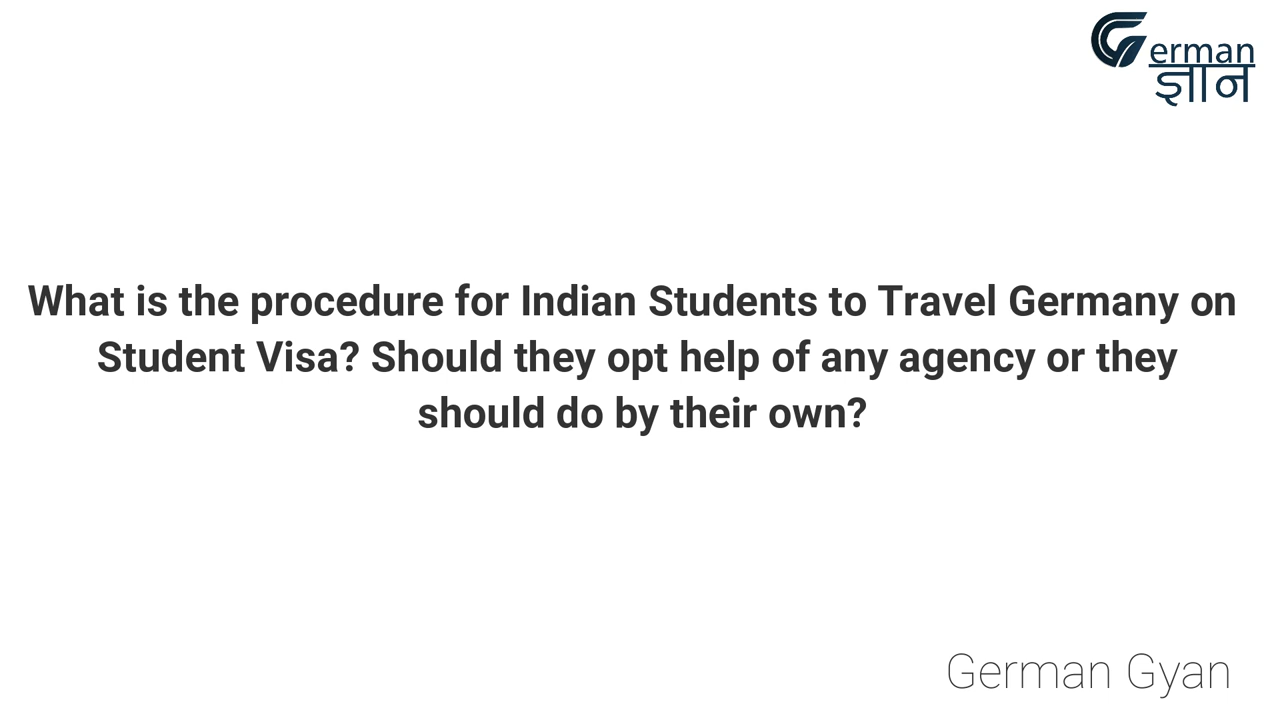 German
ज्ञान
What is the procedure for Indian Students to Travel Germany on
Student Visa? Should they opt help of any agency or they
should do by their own?
German Gyan